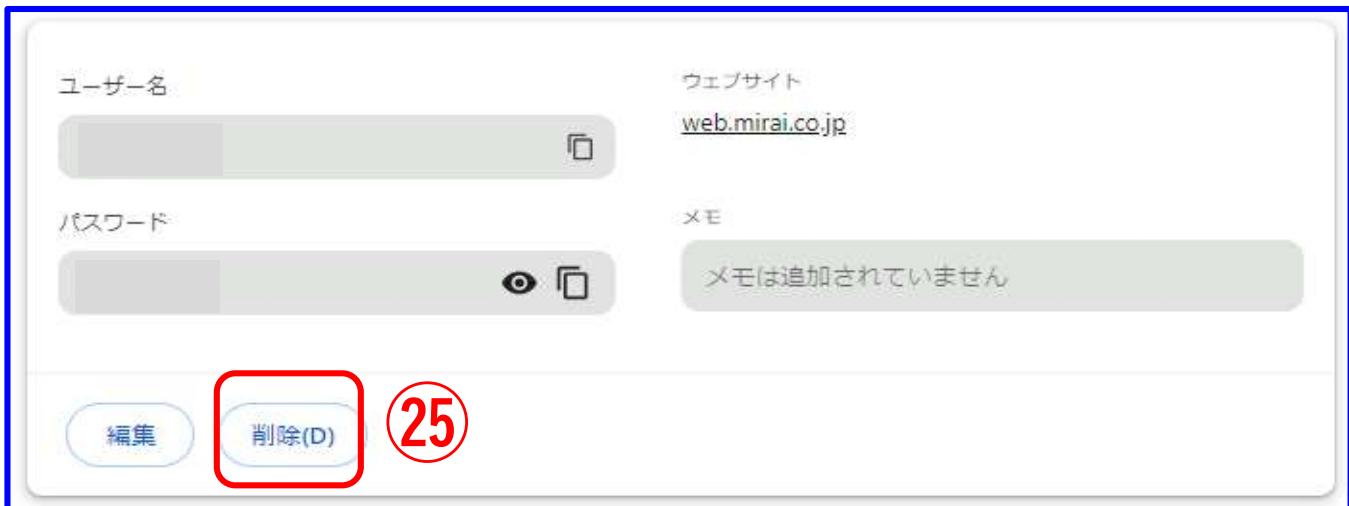 ユーザー名
ウェブサイト
web.mirai.co.jp
パスワード
メモ
メモは追加されていません
編集
削除(D)
㉕